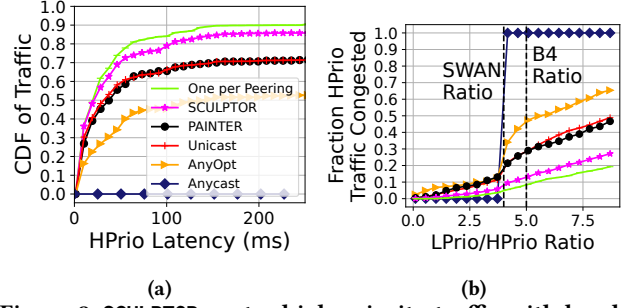 1.0
0.9
0.8
0.7
0.6
0.5
0.4
0.3
0.2
0.1
0.0
CDF of Traffic
One per Peering
SCULPTOR
PAINTER
Unicast
AnyOpt
Anycast
0 100 200
HPrio Latency (ms)
(a)
1.0
0.9
0.8
0.7
0.6
0.5
0.4
0.3
0.2
0.1
0.0
Fraction HPrio
Traffic Congested
SWAN
Ratio
B4
Ratio
0.0 2.5 5.0 7.5
LPrio/HPrio Ratio
(b)